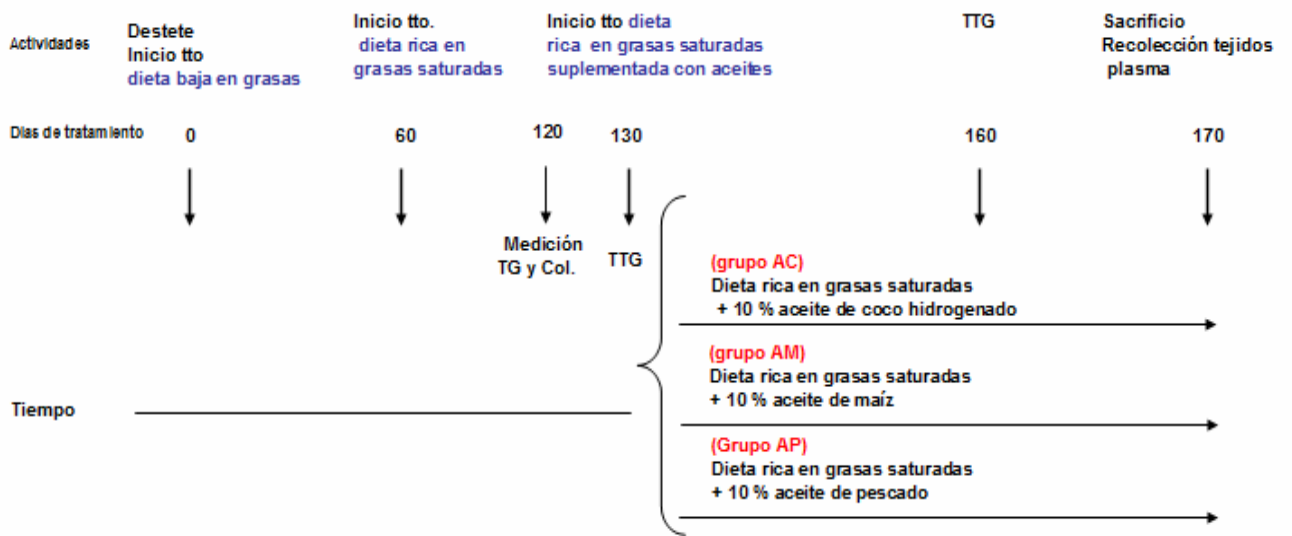 Actividades
Destete
Inicio tto
dieta baja en grasas
Inicio tto.
dieta rica en
grasas saturadas
Inicio tto dieta
rica en grasas saturadas
suplementada con aceites
TTG
Sacrificio
Recolección tejidos
plasma
Dias de tratamiento
0
60
120
130
160
170
Medición
TG y Col.
TTG
(grupo AC)
Dieta rica en grasas saturadas
+ 10 % aceite de coco hidrogenado
(grupo AM)
Dieta rica en grasas saturadas
+ 10 % aceite de maíz
Tiempo
(Grupo AP)
Dieta rica en grasas saturadas
+ 10 % aceite de pescado